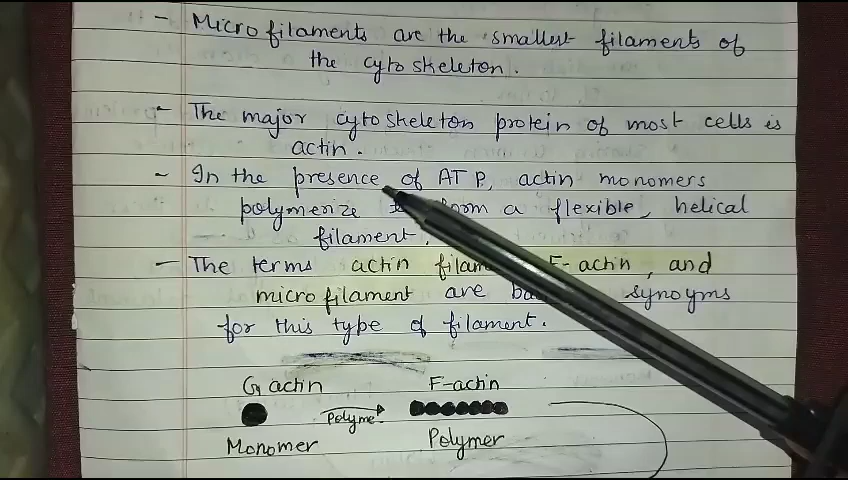 - Microfilaments are the smallest filaments of
the cytoskeleton.
- The major cytoskeleton protein of most cells is
actin.
- In the presence of ATP, actin monomers
polymerize form a flexible, helical
filament.
- The terms actin F-actin, and
microfilament are synoyms
for this type of filament.
G actin F-actin
Polyme
Monomer Polymer